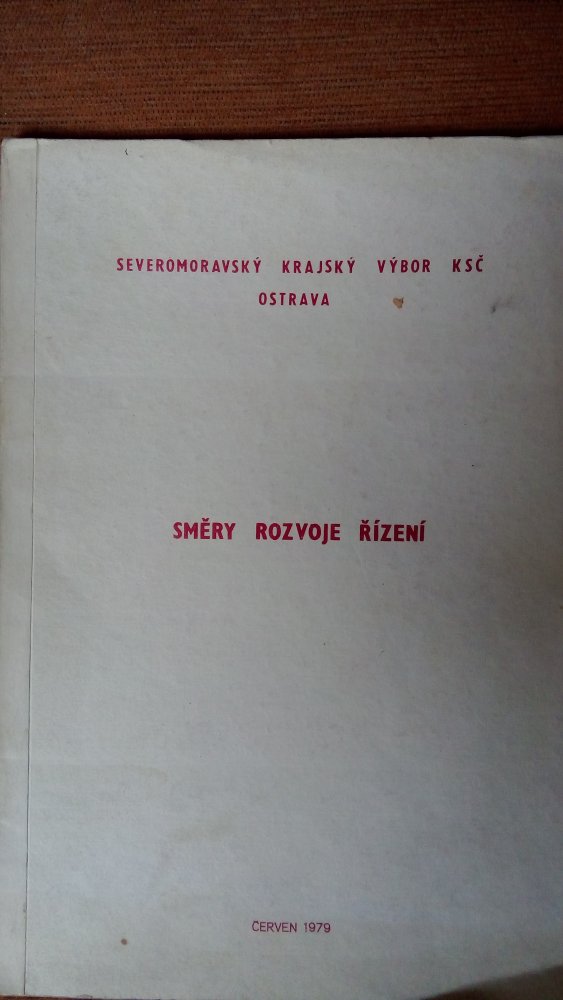 SEVEROMORAVSKÝ KRAJSKÝ VÝBOR KSČ
OSTRAVA
SMĚRY ROZVOJE ŘÍZENÍ
ČERVEN 1979